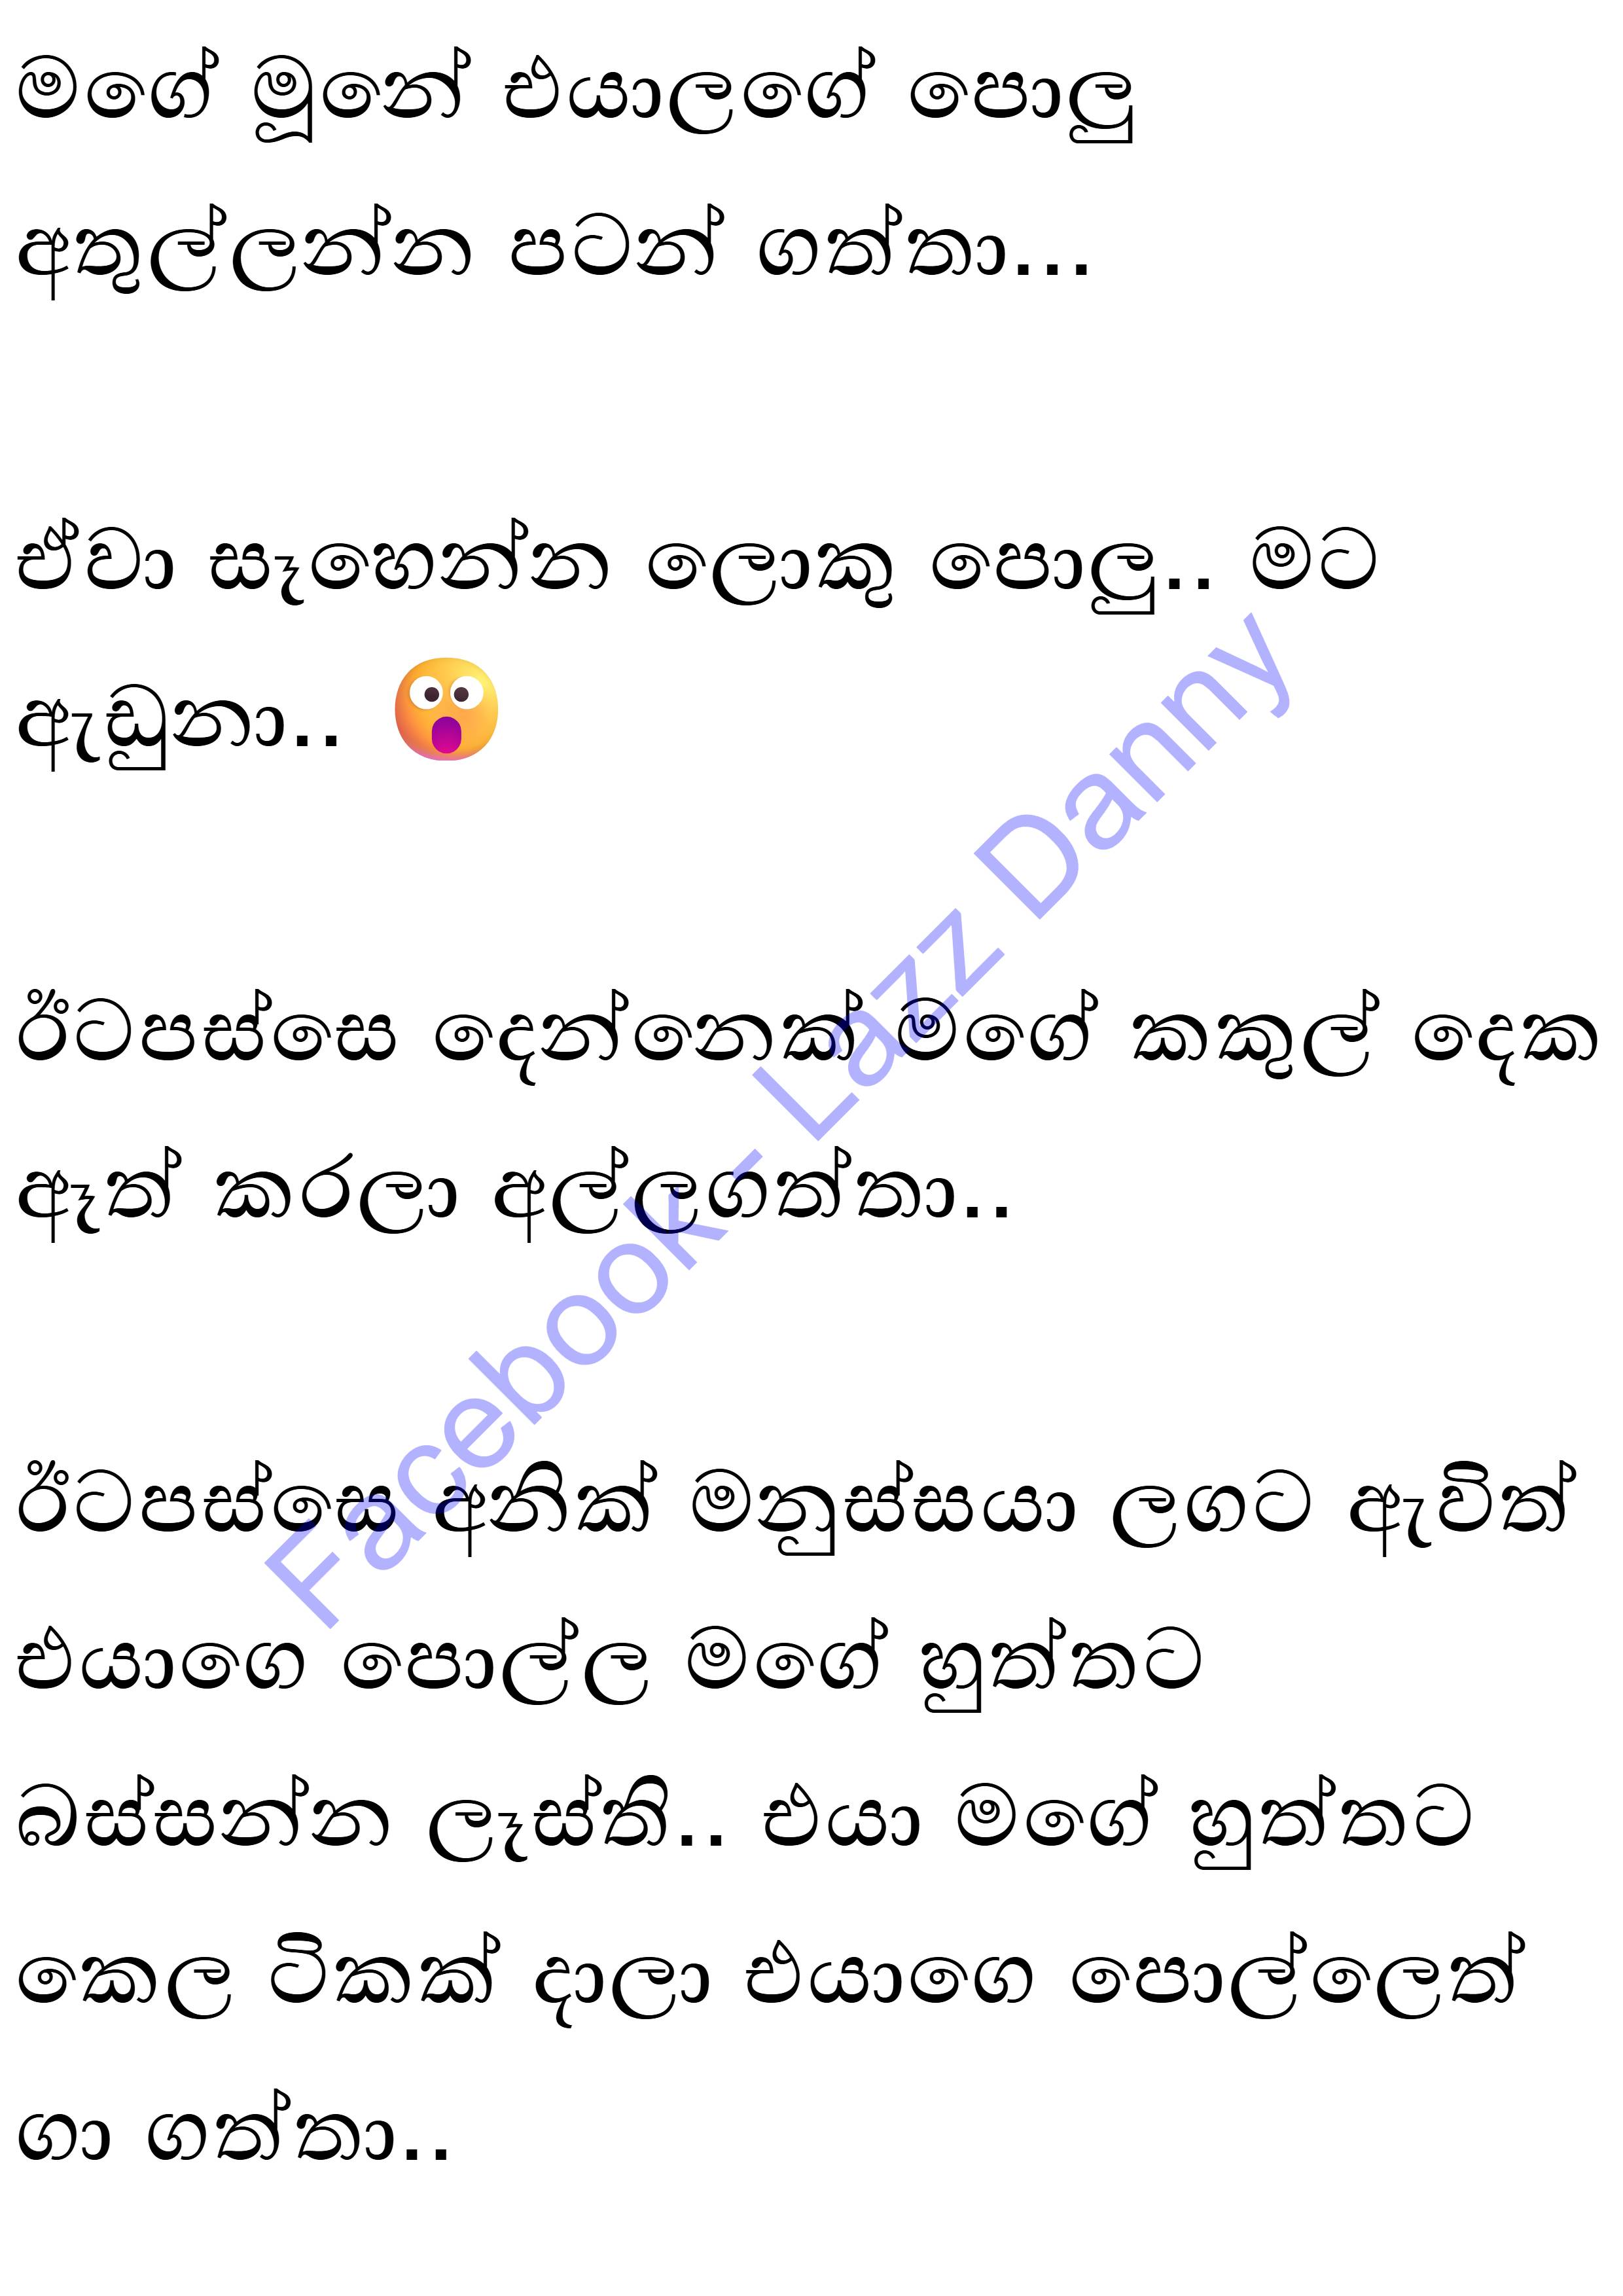 මගේ මූනේ එයාලගේ පොලු
අතුල්ලන්න පටන් ගත්තා...
ඒවා සෑහෙන්න ලොකු පොලු.. මට
ඇඩුනා.. 😲
ඊටපස්සෙ දෙන්නෙක් මගේ කකුල් දෙක
ඈත් කරලා අල්ලගත්තා..
ඊටපස්සෙ අනික් මනුස්සයා ලගට ඇවිත්
එයාගෙ පොල්ල මගේ හුත්තට
බස්සන්න ලෑස්ති.. එයා මගේ හුත්තට
කෙල ටිකක් දාලා එයාගෙ පොල්ලෙත්
ගා ගත්තා..
Facebook - Lazz Danny